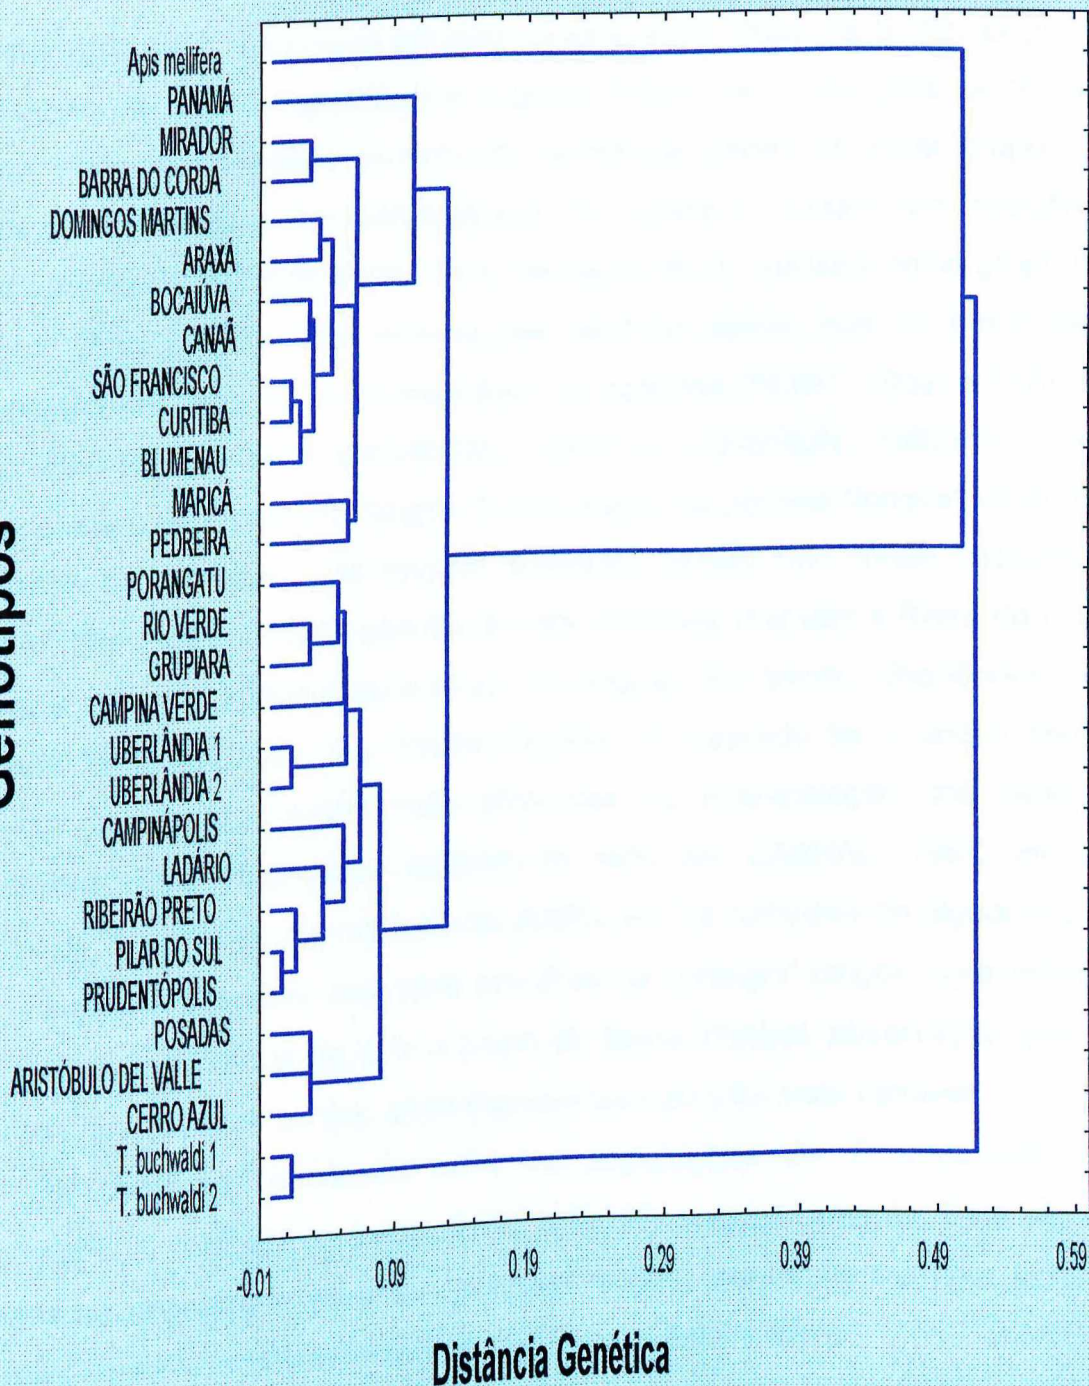 Genótipos
Apis mellifera
PANAMÁ
MIRADOR
BARRA DO CORDA
DOMINGOS MARTINS
ARAXÁ
BOCAIÚVA
CANAÃ
SÃO FRANCISCO
CURITIBA
BLUMENAU
MARICÁ
PEDREIRA
PORANGATU
RIO VERDE
GRUPIARA
CAMPINA VERDE
UBERLÂNDIA 1
UBERLÂNDIA 2
CAMPINÁPOLIS
LADÁRIO
RIBEIRÃO PRETO
PILAR DO SUL
PRUDENTÓPOLIS
POSADAS
ARISTÓBULO DEL VALLE
CERRO AZUL
T. buchwaldi 1
T. buchwaldi 2
-0.01 0.09 0.19 0.29 0.39 0.49 0.59
Distância Genética